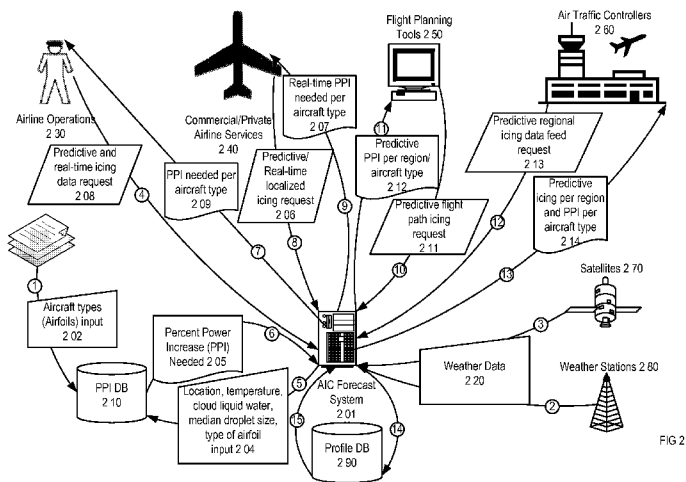 Airline Operations
2 30
Commercial/Private
Airline Services
2 40
Flight Planning
Tools 2 50
Air Traffic Controllers
2 60
Predictive and
real-time icing
data request
2 08
PPI needed per
aircraft type
2 09
Predictive/
Real-time
localized
icing request
2 06
Real-time PPI
needed per
aircraft type
2 07
Predictive
PPI per region/
aircraft type
2 12
Predictive flight
path icing
request
2 11
Predictive regional
icing data feed
request
2 13
Predictive
icing per region
and PPI per
aircraft type
2 14
4
7
8
9
11
10
12
13
1
Aircraft types
(Airfoils) input
2 02
Percent Power
Increase (PPI)
Needed 2 05
6
PPI DB
2 10
5
Location, temperature,
cloud liquid water,
median droplet size,
type of airfoil
input 2 04
AIC Forecast
System
2 01
15
14
Profile DB
2 90
Satellites 2 70
3
Weather Data
2 20
Weather Stations 2 80
2
FIG 2